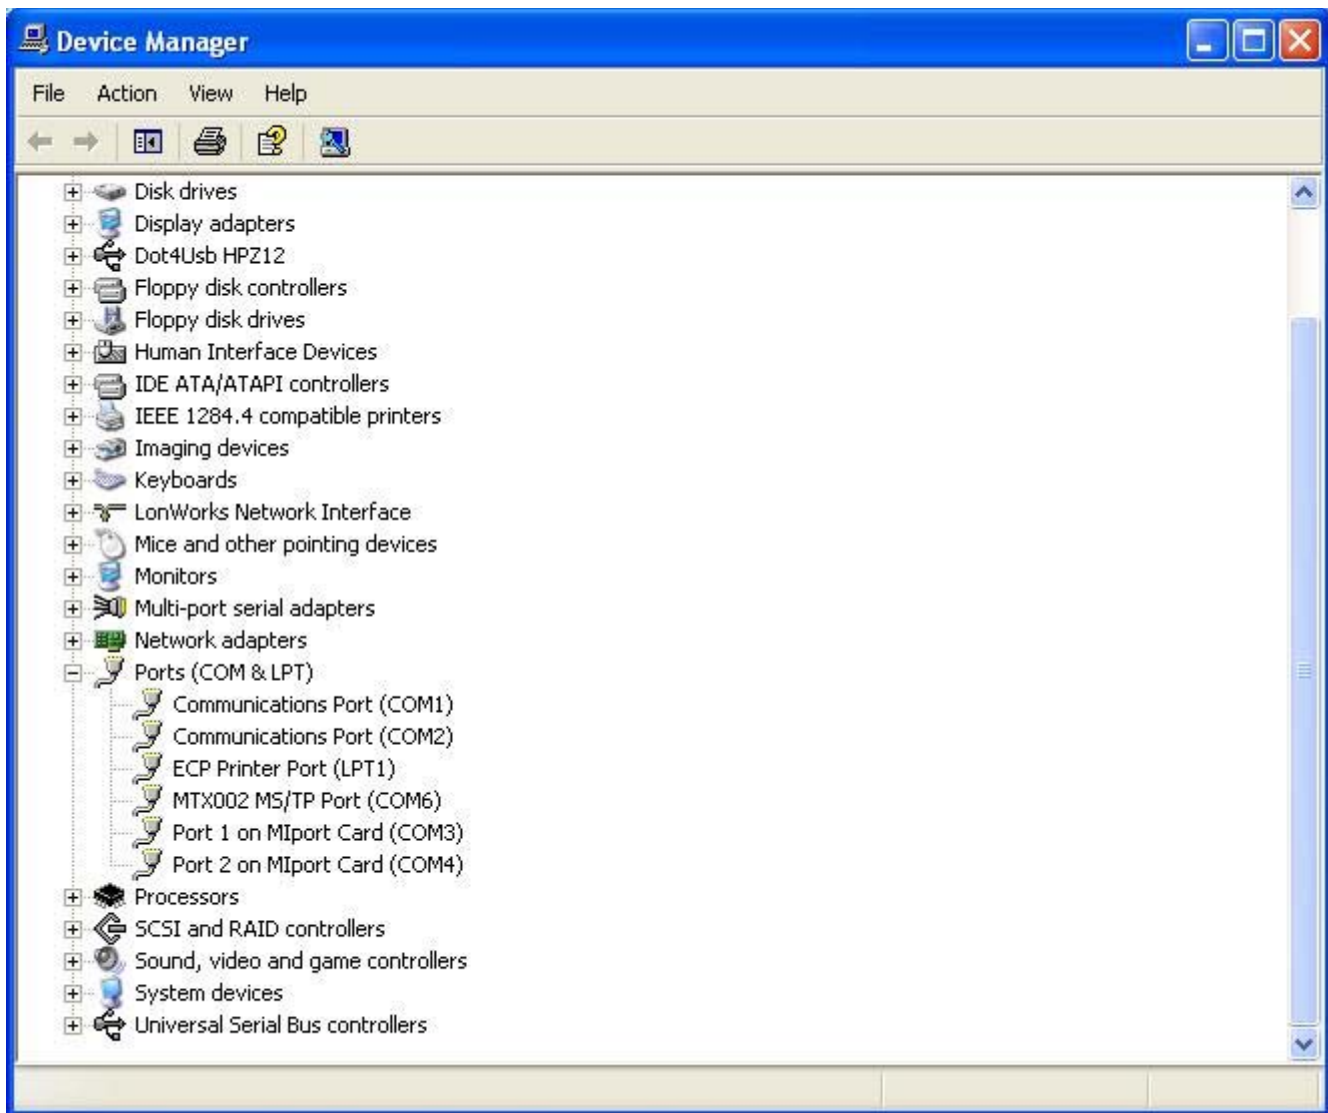 Device Manager
File Action View Help
Disk drives
Display adapters
Dot4Usb HPZ12
Floppy disk controllers
Floppy disk drives
Human Interface Devices
IDE ATA/ATAPI controllers
IEEE 1284.4 compatible printers
Imaging devices
Keyboards
LonWorks Network Interface
Mice and other pointing devices
Monitors
Multi-port serial adapters
Network adapters
Ports (COM & LPT)
Communications Port (COM1)
Communications Port (COM2)
ECP Printer Port (LPT1)
MTX002 MS/TP Port (COM6)
Port 1 on MIport Card (COM3)
Port 2 on MIport Card (COM4)
Processors
SCSI and RAID controllers
Sound, video and game controllers
System devices
Universal Serial Bus controllers